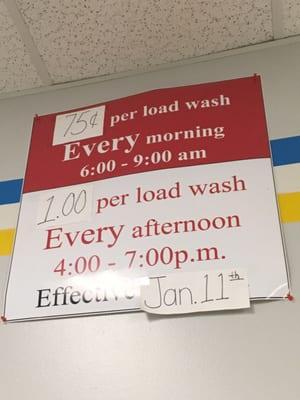 .75¢ per load wash
Every morning
6:00 - 9:00 am
1.00 per load wash
Every afternoon
4:00 - 7:00p.m.
Effective Jan. 11th